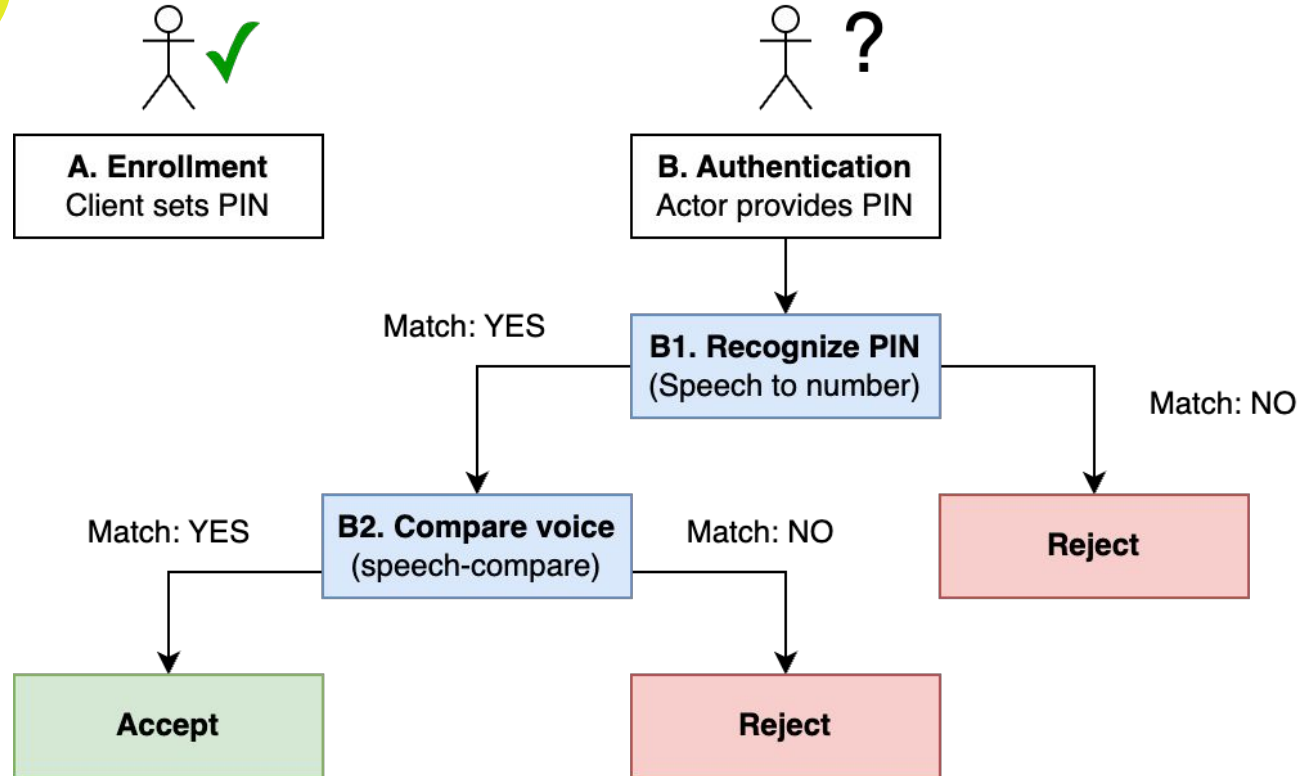 ?
A. Enrollment
Client sets PIN
B. Authentication
Actor provides PIN
Match: YES
B1. Recognize PIN
(Speech to number)
Match: NO
Match: YES
B2. Compare voice
(speech-compare)
Match: NO
Reject
Accept
Reject